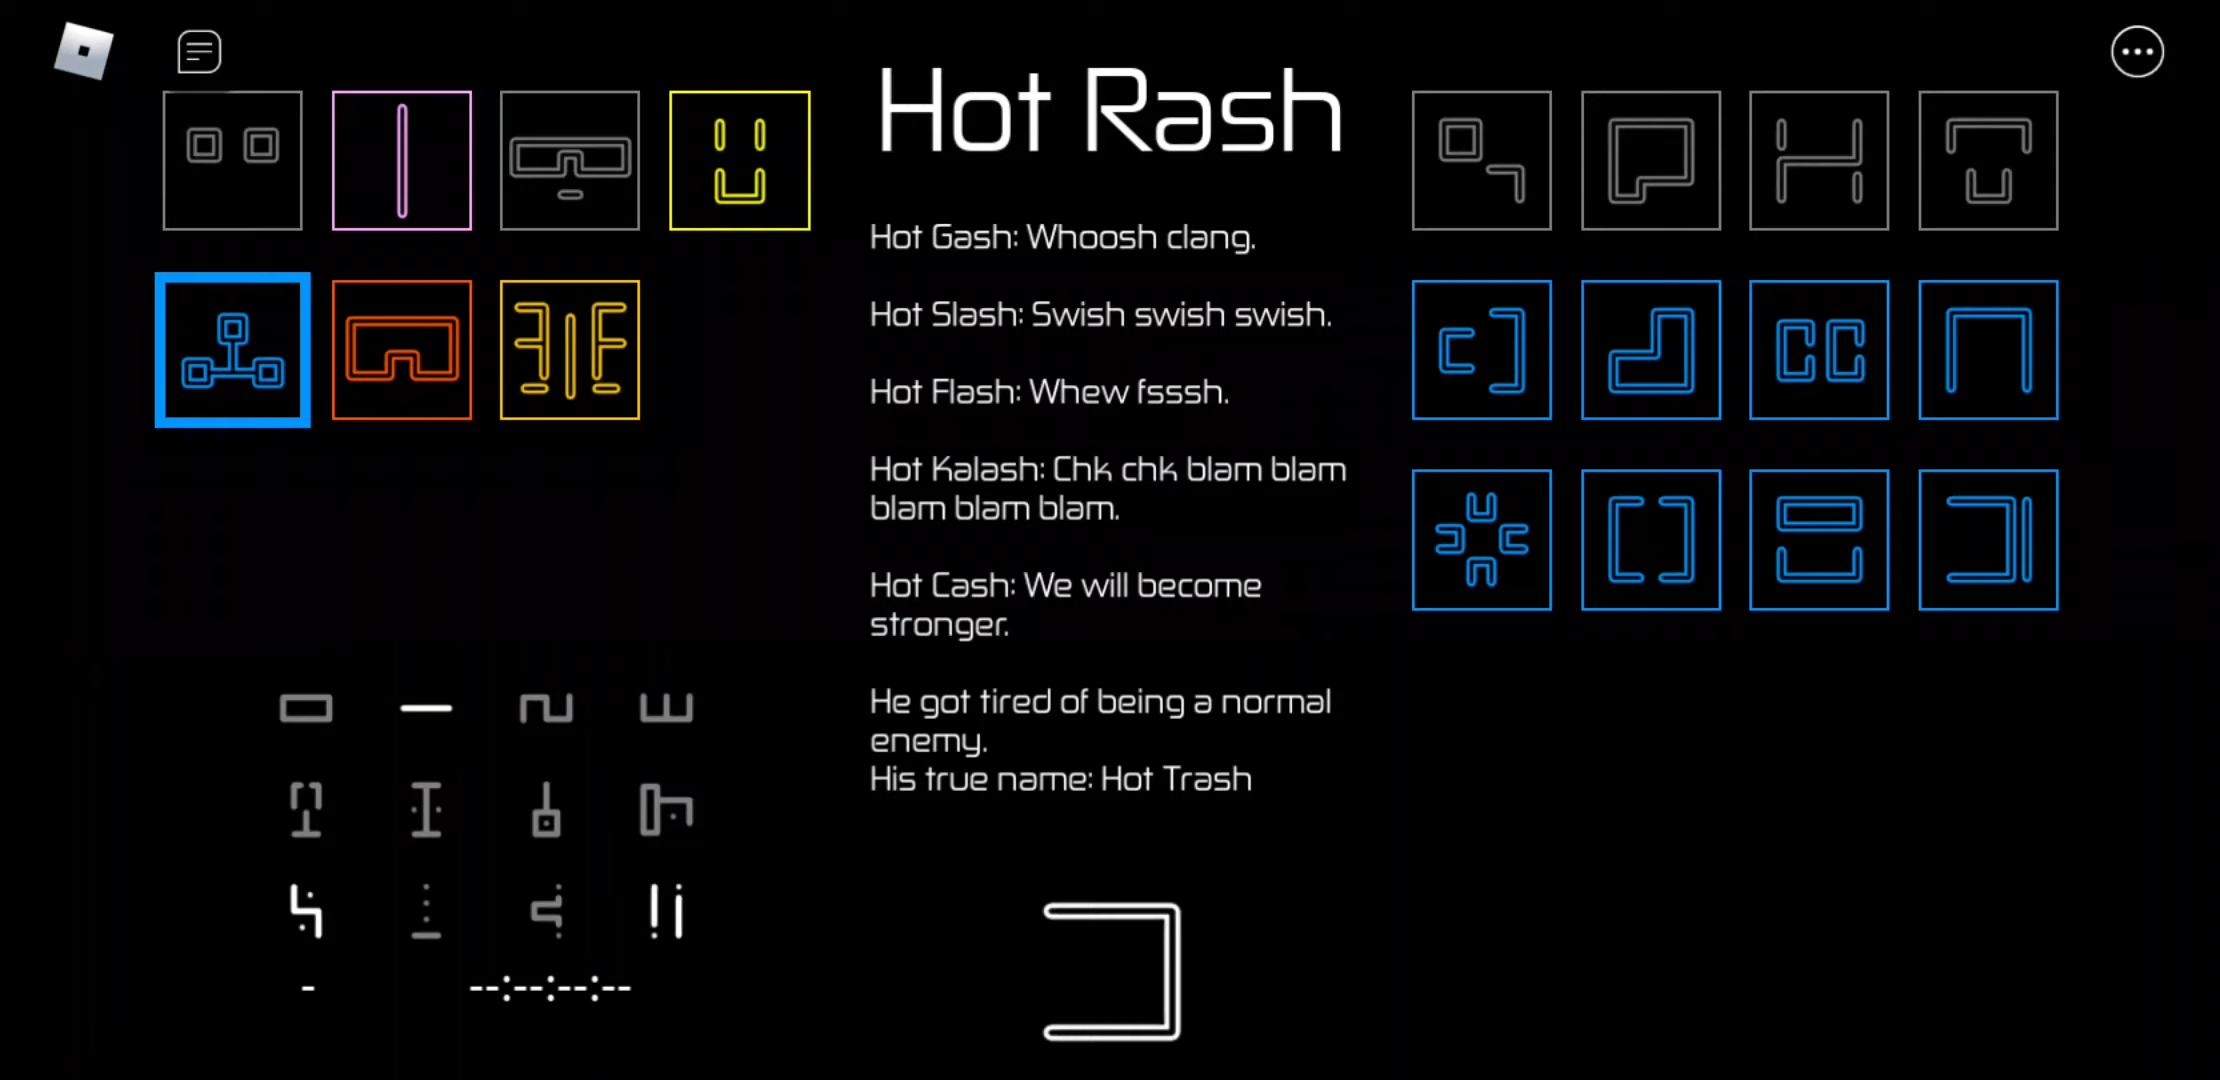 Hot Rash
Hot Gash: Whoosh clang.
Hot Slash: Swish swish swish.
Hot Flash: Whew fsssh.
Hot Kalash: Chk chk blam blam
blam blam blam.
Hot Cash: We will become
stronger.
He got tired of being a normal
enemy.
His true name: Hot Trash
-
--:--:--:--